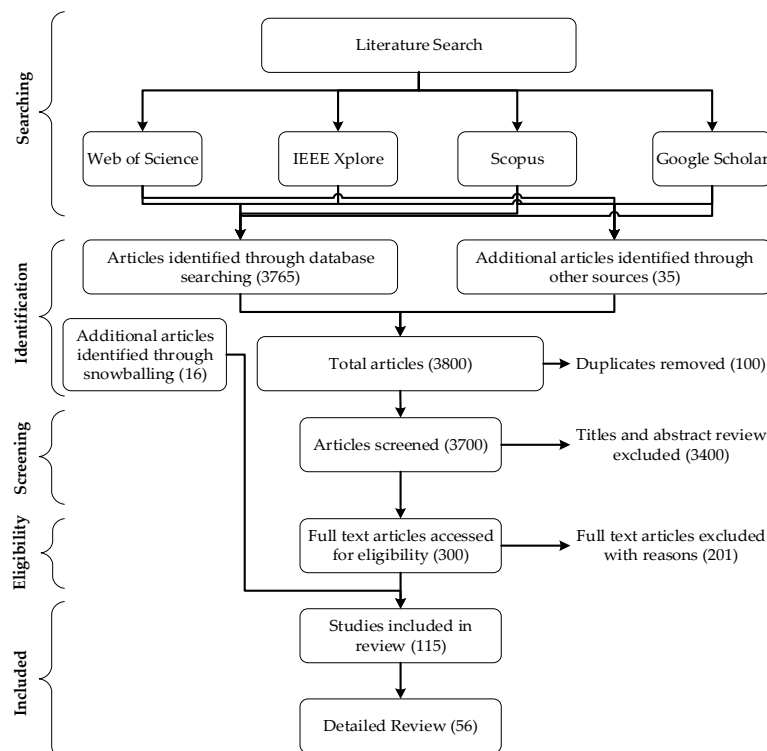 Searching
Literature Search
Web of Science
IEEE Xplore
Scopus
Google Scholar
Identification
Articles identified through database
searching (3765)
Additional articles identified through
other sources (35)
Additional articles
identified through
snowballing (16)
Total articles (3800)
Duplicates removed (100)
Screening
Articles screened (3700)
Titles and abstract review
excluded (3400)
Eligibility
Full text articles accessed
for eligibility (300)
Full text articles excluded
with reasons (201)
Included
Studies included in
review (115)
Detailed Review (56)